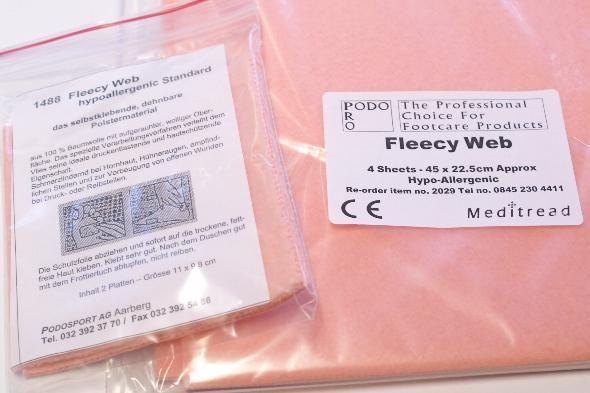 1488 Fleecy Web
hypoallergenic Standard
das selbstklebende, dehnbare
Polstermaterial
aus 100 % Baumwolle mit aufgerauhter, wolliger Ober-
fläche. Das spezielle Verarbeitungsverfahren verleiht dem
Vlies seine ideale druckentlastende und hautschützende
Eigenschaft.
Schmerzlindernd bei Hornhaut, Hühneraugen, empfind-
lichen Stellen und zur Vorbeugung von offenen Wunden
bei Druck- oder Reibstellen.
Die Schutzfolie abziehen und sofort auf die trockene, fett-
freie Haut kleben. Klebt sehr gut. Nach dem Duschen gut
mit dem Frottiertuch abtupfen, nicht reiben.
Inhalt 2 Platten – Grösse 11 x 9.8 cm
PODOSPORT AG Aarberg
Tel. 032 392 37 70 / Fax 032 392 54 86
PODO
PRO
The Professional
Choice For
Footcare Products
Fleecy Web
4 Sheets - 45 x 22.5cm Approx
Hypo-Allergenic
Re-order item no. 2029 Tel no. 0845 230 4411
CE
Meditread